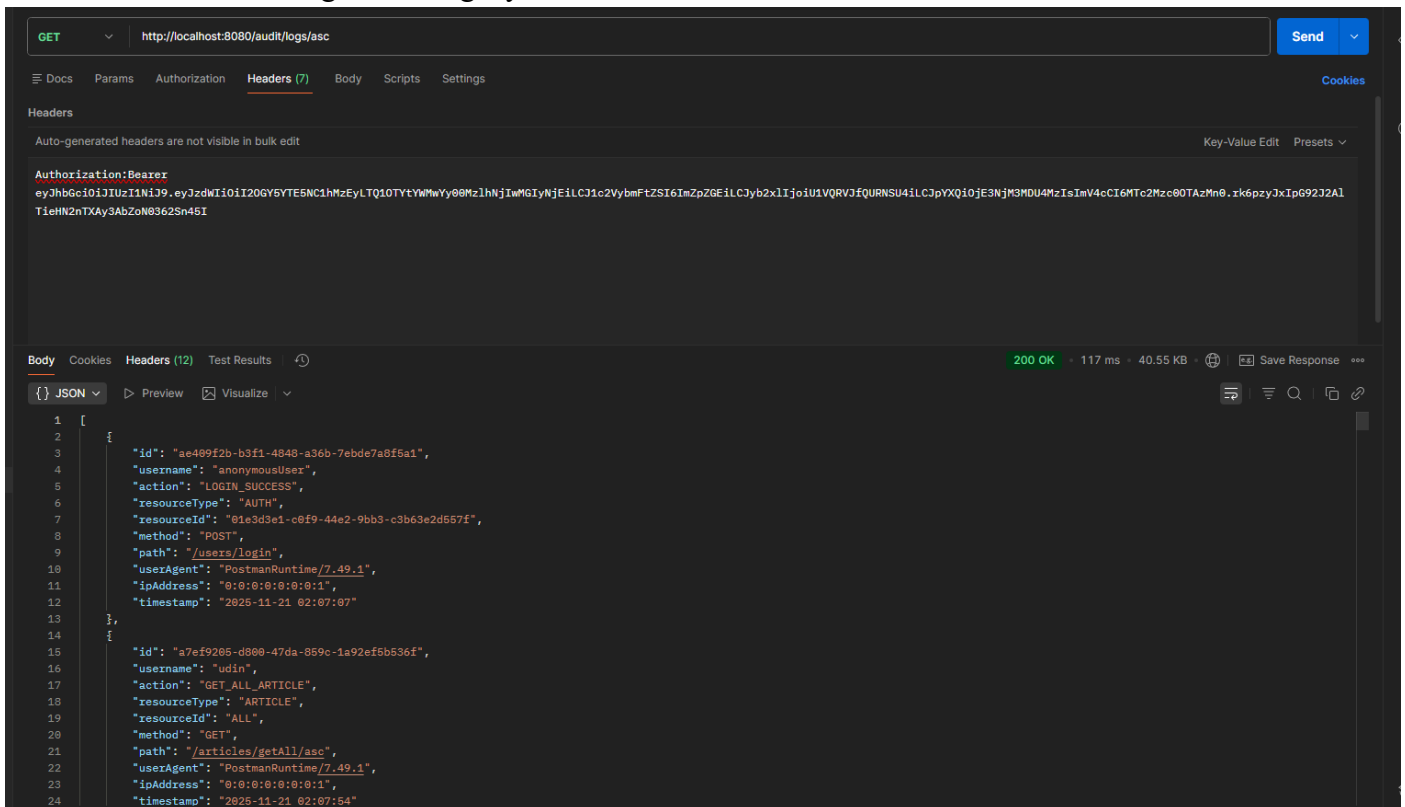 GET http://localhost:8080/audit/logs/asc Send
Docs Params Authorization Headers (7) Body Scripts Settings Cookies
Headers
Auto-generated headers are not visible in bulk edit Key-Value Edit Presets
Authorization:Bearer
TieHN2nTXAy3AbZoN0362Sn45I
Body Cookies Headers (12) Test Results 200 OK • 117 ms • 40.55 KB • e.g. Save Response
{} JSON Preview Visualize
1 [
2 {
3 "id": "ae409f2b-b3f1-4848-a36b-7ebde7a8f5a1",
4 "username": "anonymousUser",
5 "action": "LOGIN_SUCCESS",
6 "resourceType": "AUTH",
7 "resourceId": "01e3d3e1-c0f9-44e2-9bb3-c3b63e2d557f",
8 "method": "POST",
9 "path": "/users/login",
10 "userAgent": "PostmanRuntime/7.49.1",
11 "ipAddress": "0:0:0:0:0:0:0:1",
12 "timestamp": "2025-11-21 02:07:07"
13 },
14 {
15 "id": "a7ef9205-d800-47da-859c-1a92ef5b536f",
16 "username": "udin",
17 "action": "GET_ALL_ARTICLE",
18 "resourceType": "ARTICLE",
19 "resourceId": "ALL",
20 "method": "GET",
21 "path": "/articles/getAll/asc",
22 "userAgent": "PostmanRuntime/7.49.1",
23 "ipAddress": "0:0:0:0:0:0:0:1",
24 "timestamp": "2025-11-21 02:07:54"